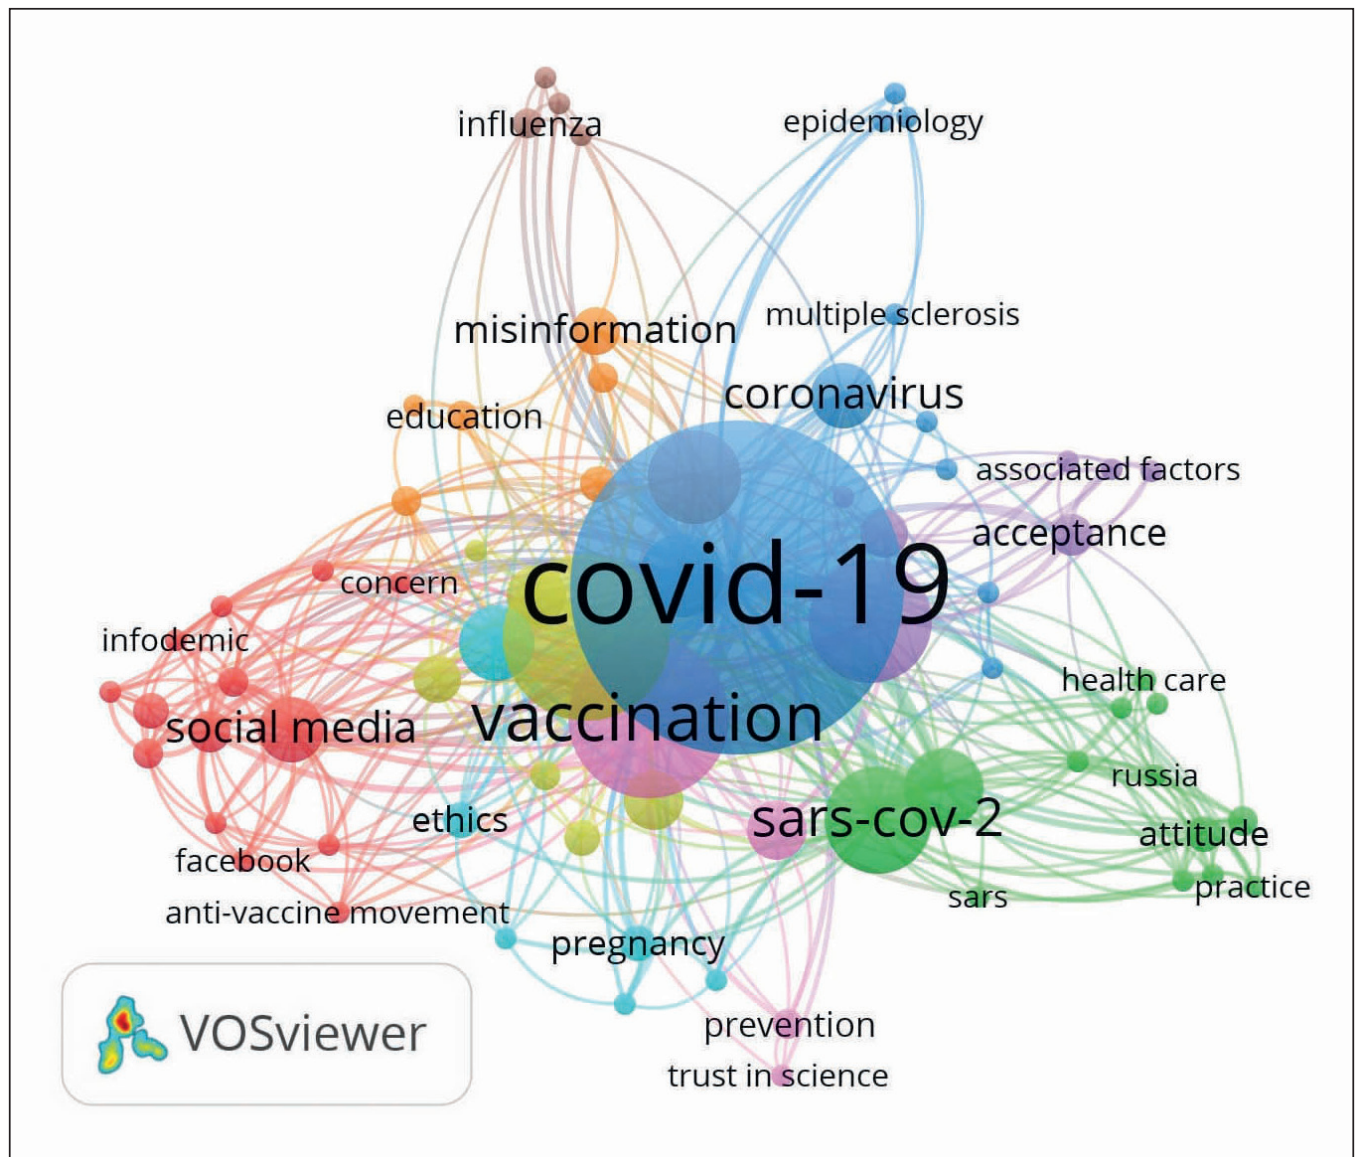 influenza
epidemiology
multiple sclerosis
misinformation
coronavirus
education
associated factors
acceptance
covid-19
concern
infodemic
health care
vaccination
social media
russia
sars-cov-2
ethics
attitude
facebook
practice
sars
anti-vaccine movement
pregnancy
prevention
VOSviewer
trust in science